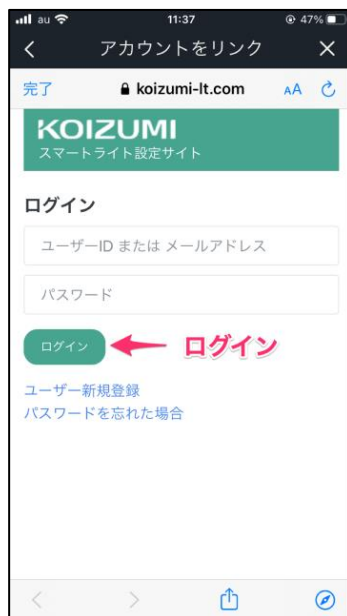 au 11:37 47%
アカウントをリンク
完了 koizumi-lt.com AA
KOIZUMI
スマートライト設定サイト
ログイン
ユーザーID または メールアドレス
パスワード
ログイン ログイン
ユーザー新規登録
パスワードを忘れた場合